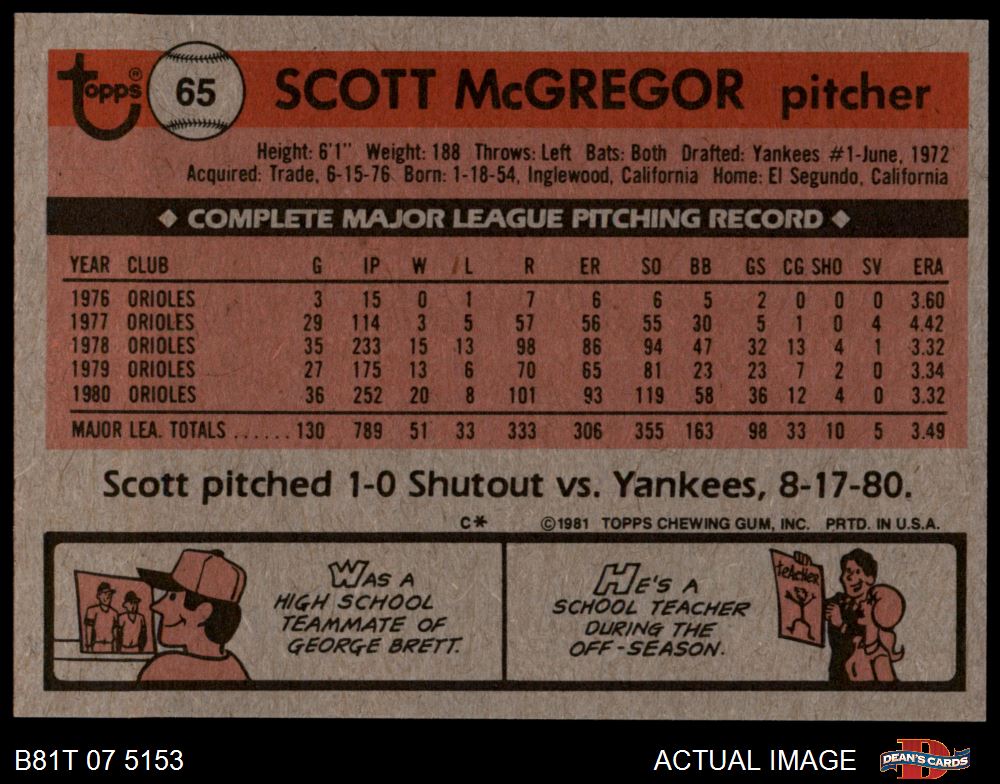 Topps® 65 SCOTT McGREGOR pitcher
Height: 6'1" Weight: 188 Throws: Left Bats: Both Drafted: Yankees #1-June, 1972
Acquired: Trade, 6-15-76 Born: 1-18-54, Inglewood, California Home: El Segundo, California
◆ COMPLETE MAJOR LEAGUE PITCHING RECORD ◆
YEAR CLUB G IP W L R ER SO BB GS CG SHO SV ERA
1976 ORIOLES 3 15 0 1 7 6 6 5 2 0 0 0 3.60
1977 ORIOLES 29 114 3 5 57 56 55 30 5 1 0 4 4.42
1978 ORIOLES 35 233 15 13 98 86 94 47 32 13 4 1 3.32
1979 ORIOLES 27 175 13 6 70 65 81 23 23 7 2 0 3.34
1980 ORIOLES 36 252 20 8 101 93 119 58 36 12 4 0 3.32
MAJOR LEA. TOTALS ...... 130 789 51 33 333 306 355 163 98 33 10 5 3.49
Scott pitched 1-0 Shutout vs. Yankees, 8-17-80.
C* ©1981 TOPPS CHEWING GUM, INC. PRTD. IN U.S.A.
WAS A
HIGH SCHOOL
TEAMMATE OF
GEORGE BRETT.
HE'S A
SCHOOL TEACHER
DURING THE
OFF-SEASON.
teAcher
B81T 07 5153 ACTUAL IMAGE DEAN'S CARDS